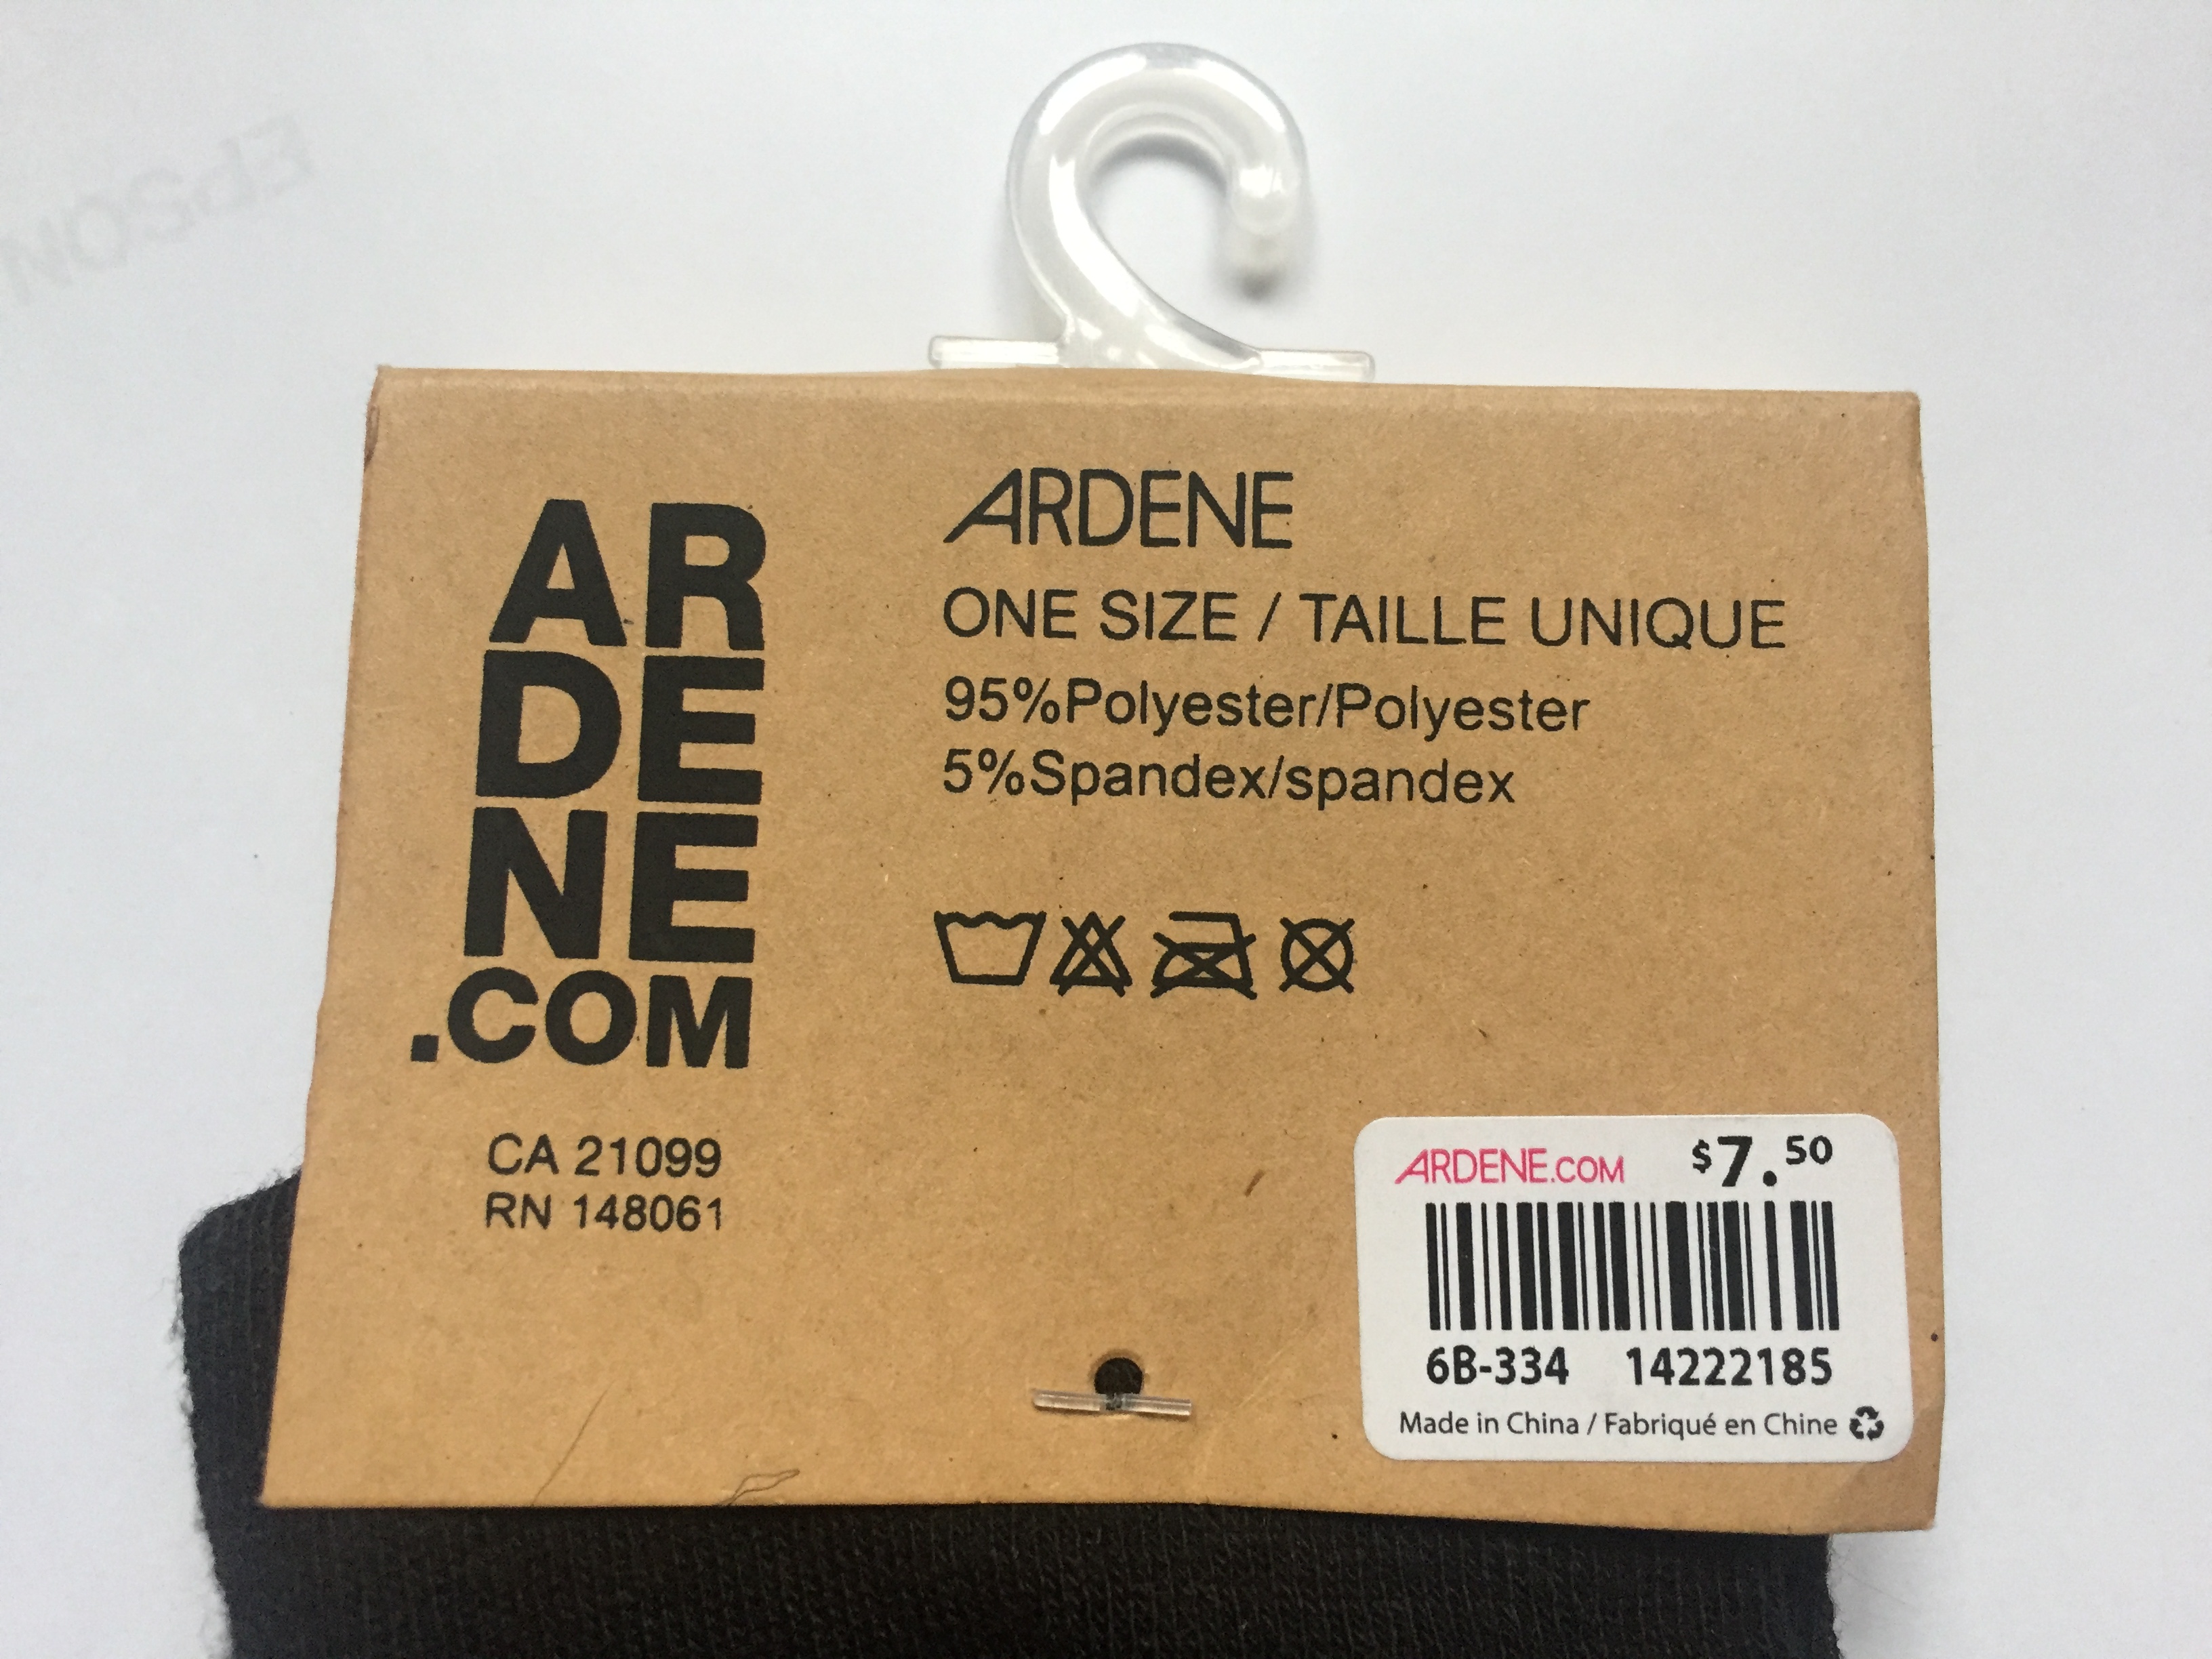 EPSON
AR
DE
NE
.COM
CA 21099
RN 148061
ARDENE
ONE SIZE / TAILLE UNIQUE
95%Polyester/Polyester
5%Spandex/spandex
ARDENE.COM $7.50
6B-334 14222185
Made in China / Fabriqué en Chine